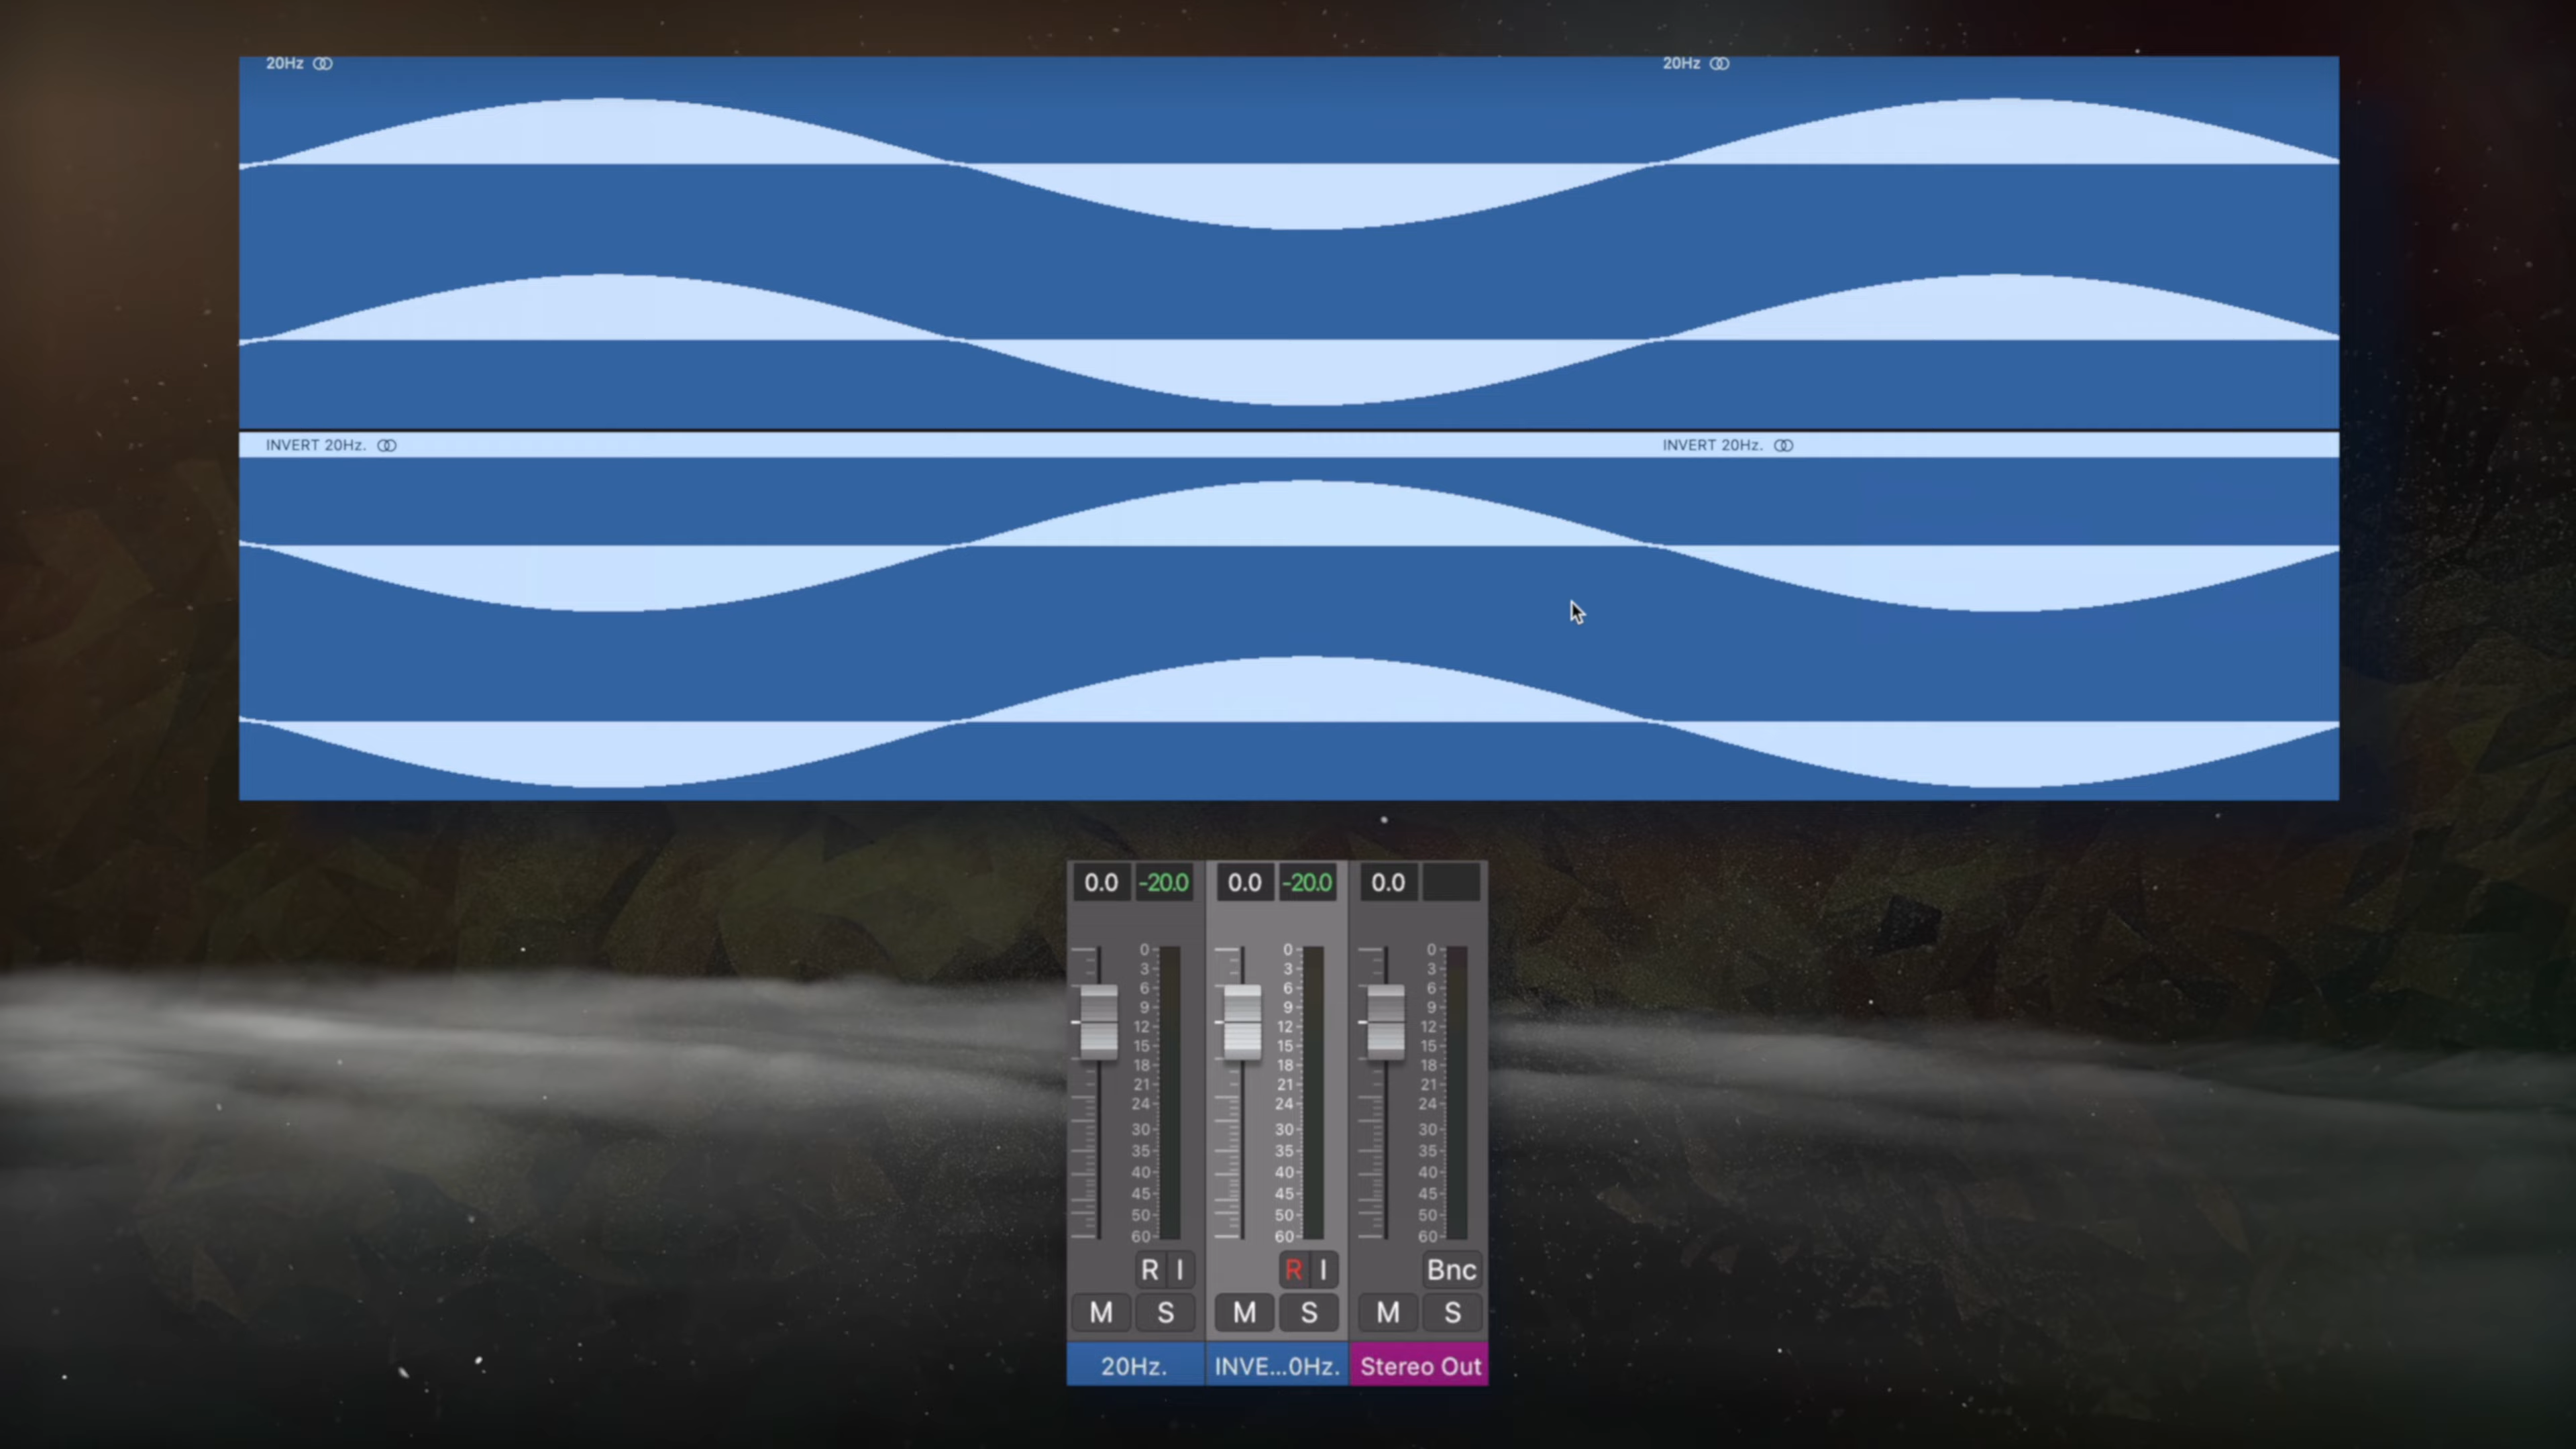 20Hz 20Hz
INVERT 20Hz. INVERT 20Hz.
0.0 -20.0 0.0 -20.0 0.0
0 0 0
3 3 3
6 6 6
9 9 9
12 12 12
15 15 15
18 18 18
21 21 21
24 24 24
30 30 30
35 35 35
40 40 40
45 45 45
50 50 50
60 60 60
R I R I Bnc
M S M S M S
20Hz. INVE...0Hz. Stereo Out